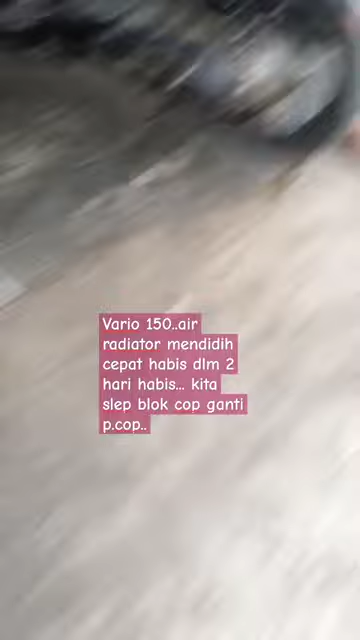 Vario 150..air
radiator mendidih
cepat habis dlm 2
hari habis... kita
slep blok cop ganti
p.cop..